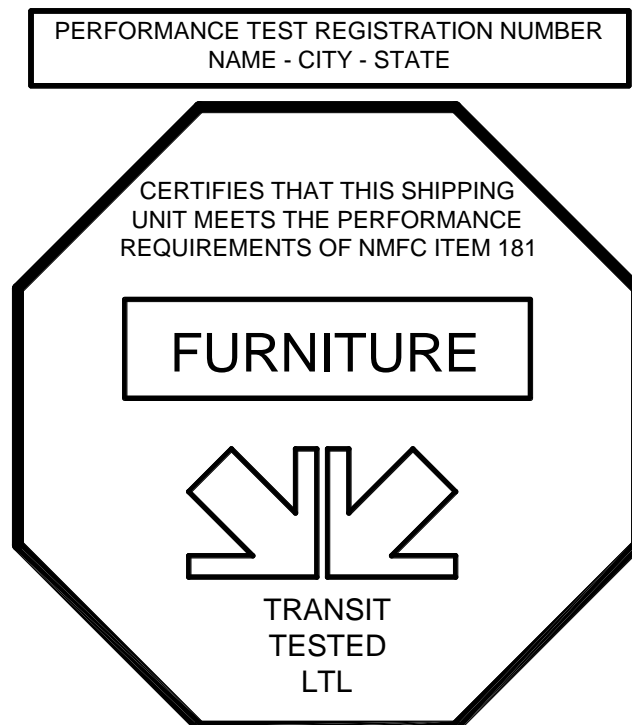 PERFORMANCE TEST REGISTRATION NUMBER
NAME - CITY - STATE
CERTIFIES THAT THIS SHIPPING
UNIT MEETS THE PERFORMANCE
REQUIREMENTS OF NMFC ITEM 181
FURNITURE
TRANSIT
TESTED
LTL